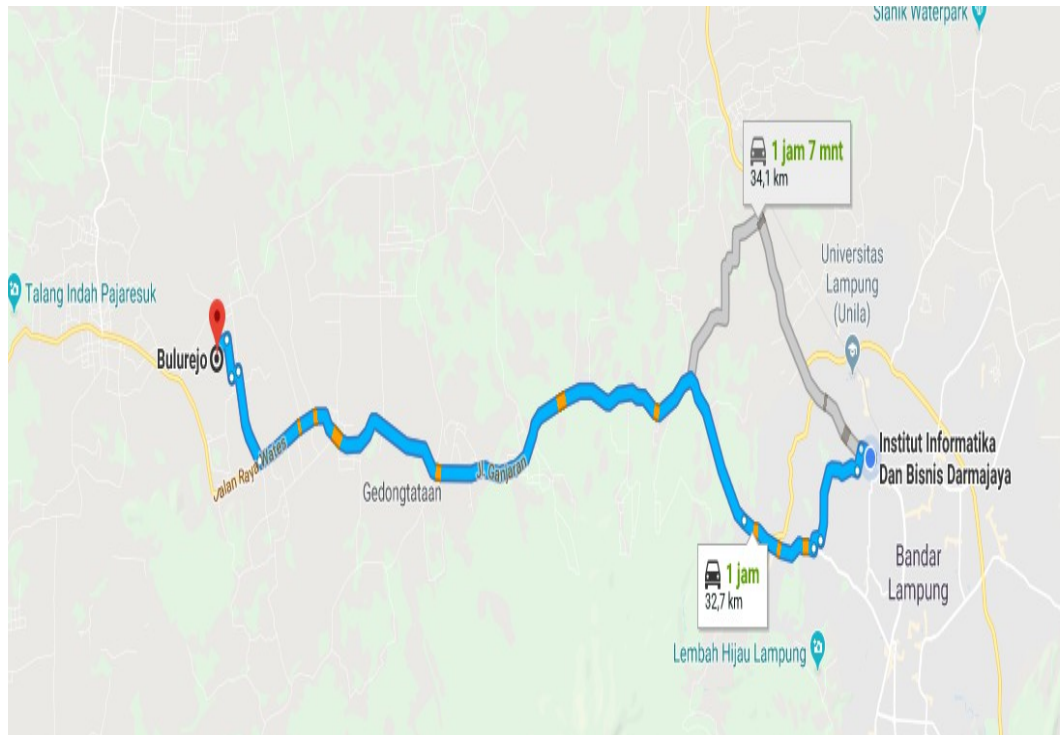 Slanik Waterpark
1 jam 7 mnt
34,1 km
Universitas
Lampung
(Unila)
Talang Indah Pajaresuk
Bulurejo
Jalan Raya Wates
Jl. Ganjaran
Gedongtataan
Institut Informatika
Dan Bisnis Darmajaya
Bandar
Lampung
1 jam
32,7 km
Lembah Hijau Lampung